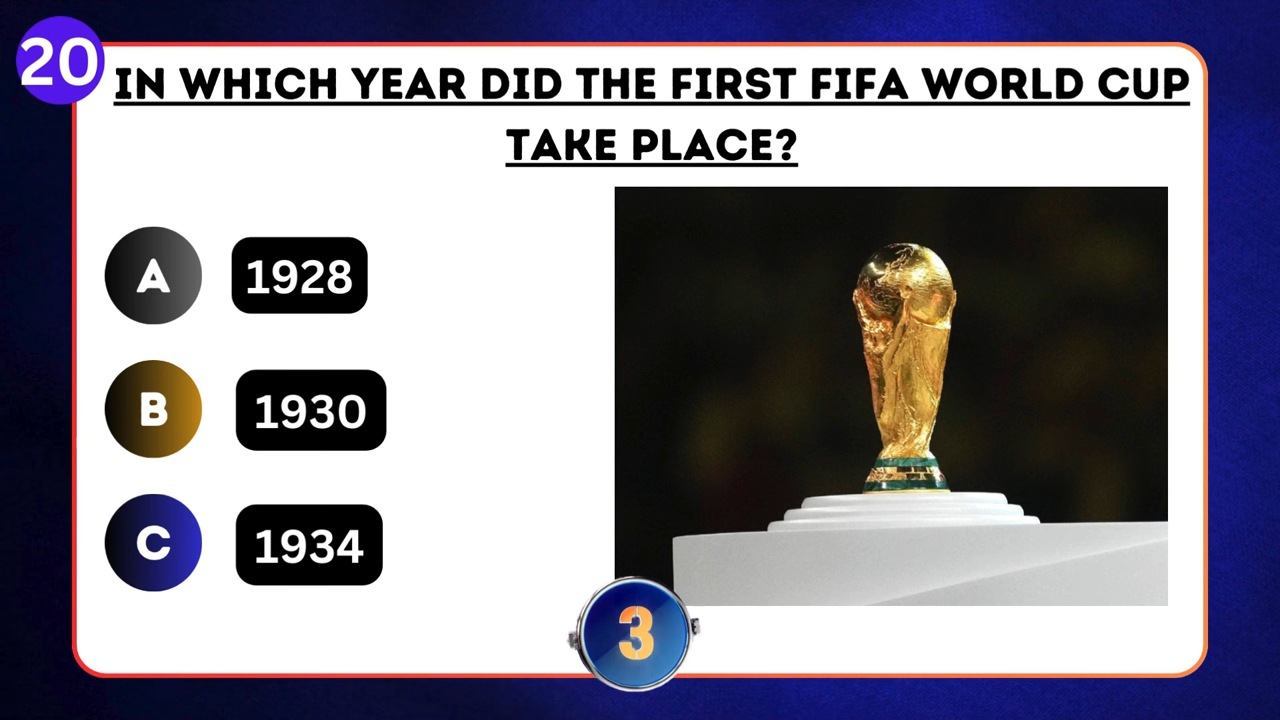 20
IN WHICH YEAR DID THE FIRST FIFA WORLD CUP
TAKE PLACE?
A 1928
B 1930
C 1934
3